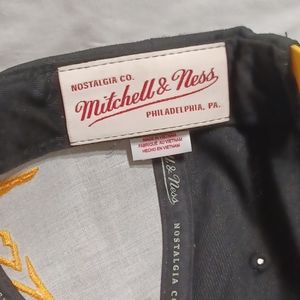 NOSTALGIA CO.
Mitchell & Ness
PHILADELPHIA, PA.
MADE IN VIETNAM
FABRIQUÉ AU VIETNAM
HECHO EN VIETNAM
Mitchell & Ness
NOSTALGIA CO